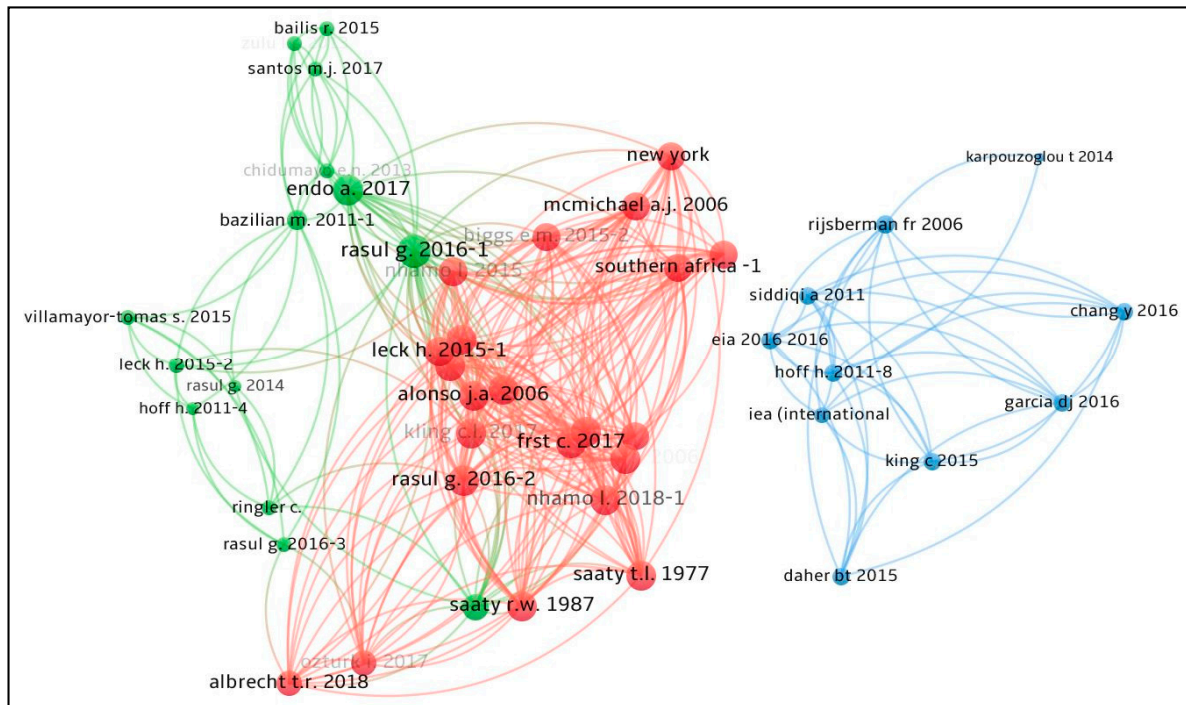 bailis r. 2015
zulu
santos m.j. 2017
chidumayo e.n. 2013
endo a. 2017
bazilian m. 2011-1
rasul g. 2016-1
nhamo l. 2015
new york
mcmichael a.j. 2006
biggs e.m. 2015-2
southern africa -1
villamayor-tomas s. 2015
leck h. 2015-2
rasul g. 2014
hoff h. 2011-4
leck h. 2015-1
alonso j.a. 2006
kling c.l. 2017
frst c. 2017
2006
rasul g. 2016-2
nhamo l. 2018-1
ringler c.
rasul g. 2016-3
saaty t.l. 1977
saaty r.w. 1987
ozturk i. 2017
albrecht t.r. 2018
karpouzoglou t 2014
rijsberman fr 2006
siddiqi a 2011
chang y 2016
eia 2016 2016
hoff h. 2011-8
garcia dj 2016
iea (international
king c 2015
daher bt 2015